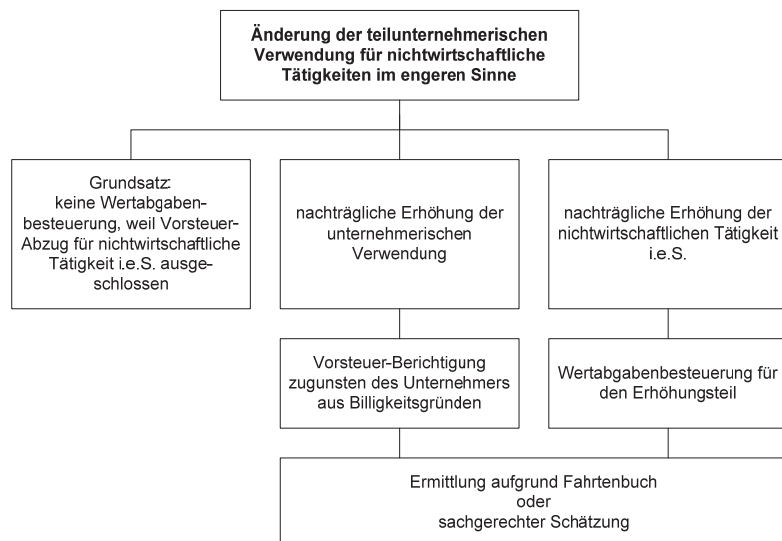 Änderung der teilunternehmerischen
Verwendung für nichtwirtschaftliche
Tätigkeiten im engeren Sinne
Grundsatz:
keine Wertabgaben-
besteuerung, weil Vorsteuer-
Abzug für nichtwirtschaftliche
Tätigkeit i.e.S. ausge-
schlossen
nachträgliche Erhöhung der
unternehmerischen
Verwendung
nachträgliche Erhöhung der
nichtwirtschaftlichen Tätigkeit
i.e.S.
Vorsteuer-Berichtigung
zugunsten des Unternehmers
aus Billigkeitsgründen
Wertabgabenbesteuerung für
den Erhöhungsteil
Ermittlung aufgrund Fahrtenbuch
oder
sachgerechter Schätzung